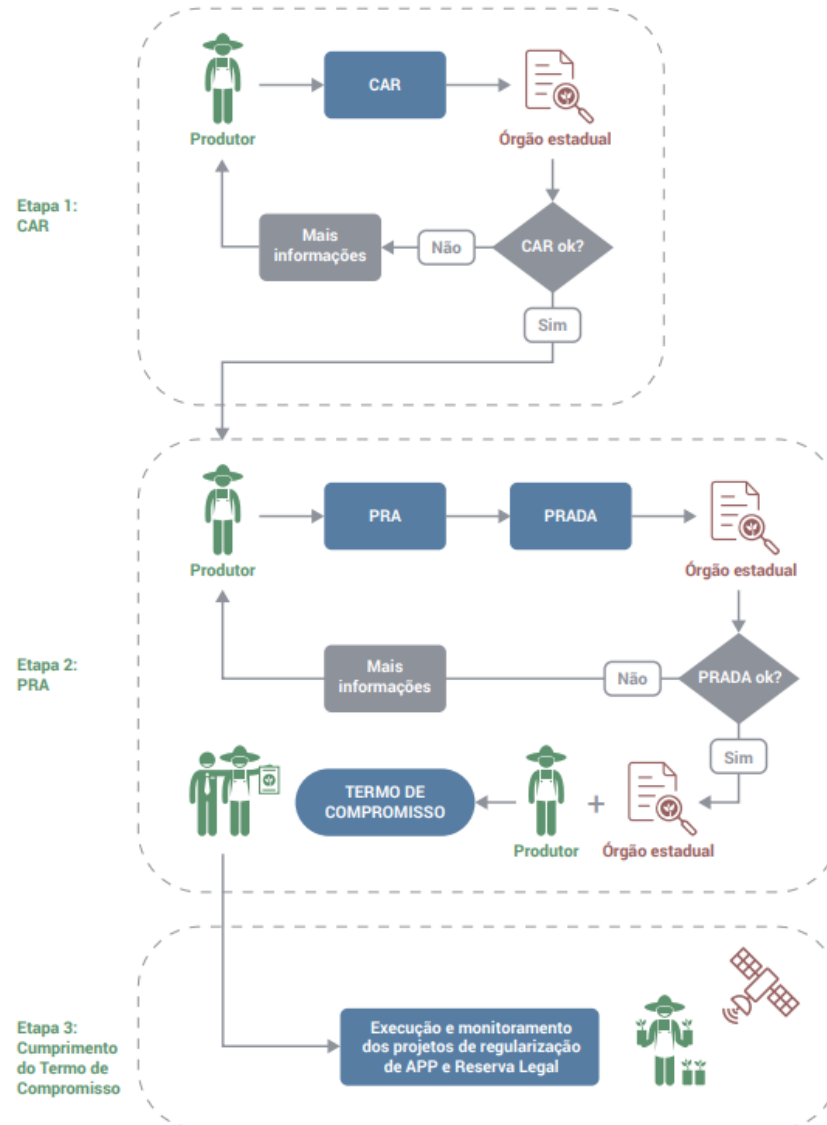 CAR
Produtor
Órgão estadual
Etapa 1:
CAR
Mais
informações
Não
CAR ok?
Sim
PRA
PRADA
Produtor
Órgão estadual
Etapa 2:
PRA
Mais
informações
Não
PRADA ok?
Sim
TERMO DE
COMPROMISSO
+
Produtor
Órgão estadual
Etapa 3:
Cumprimento
do Termo de
Compromisso
Execução e monitoramento
dos projetos de regularização
de APP e Reserva Legal